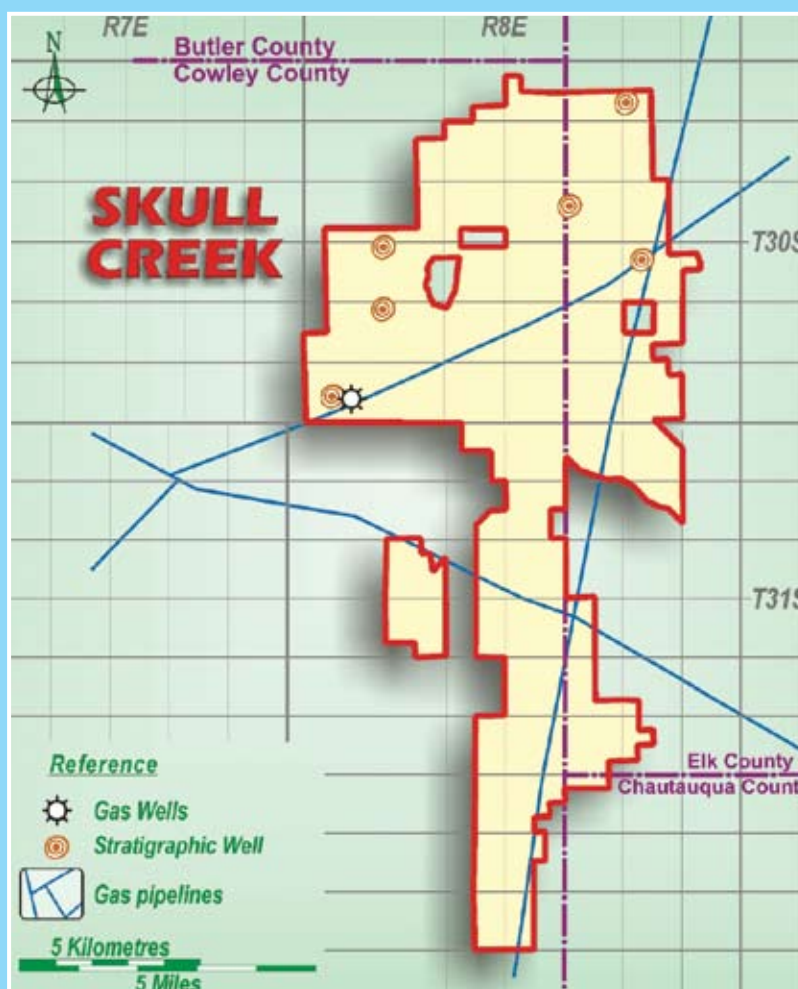 R7E
R8E
N
Butler County
Cowley County
SKULL
CREEK
T30S
T31S
Reference
Gas Wells
Stratigraphic Well
Gas pipelines
Elk County
Chautauqua Count
5 Kilometres
5 Miles